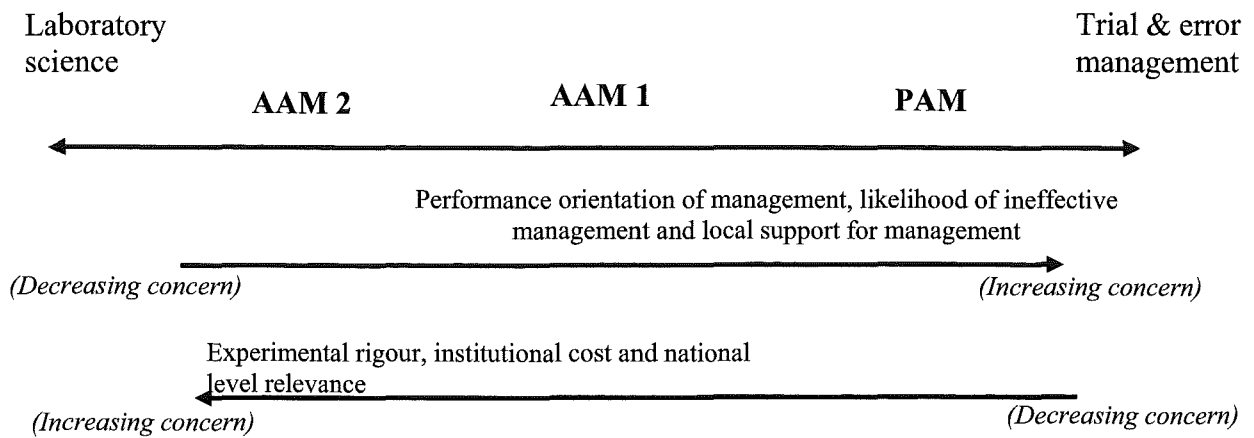 Laboratory
science
Trial & error
management
AAM 2
AAM 1
PAM
Performance orientation of management, likelihood of ineffective
management and local support for management
(Decreasing concern)
(Increasing concern)
Experimental rigour, institutional cost and national
level relevance
(Increasing concern)
(Decreasing concern)